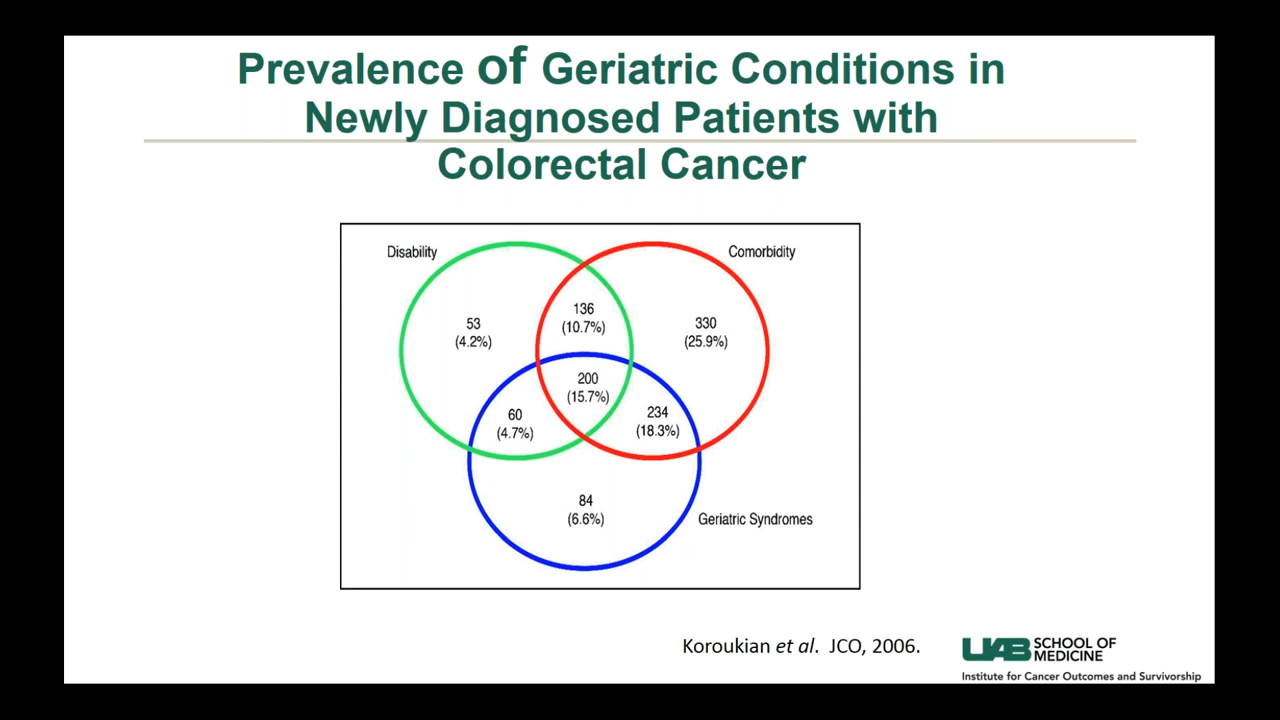 Prevalence of Geriatric Conditions in
Newly Diagnosed Patients with
Colorectal Cancer
Disability
Comorbidity
136
(10.7%)
53
(4.2%)
330
(25.9%)
200
(15.7%)
60
(4.7%)
234
(18.3%)
84
(6.6%)
Geriatric Syndromes
Koroukian et al. JCO, 2006.
UAB SCHOOL OF
MEDICINE
Institute for Cancer Outcomes and Survivorship